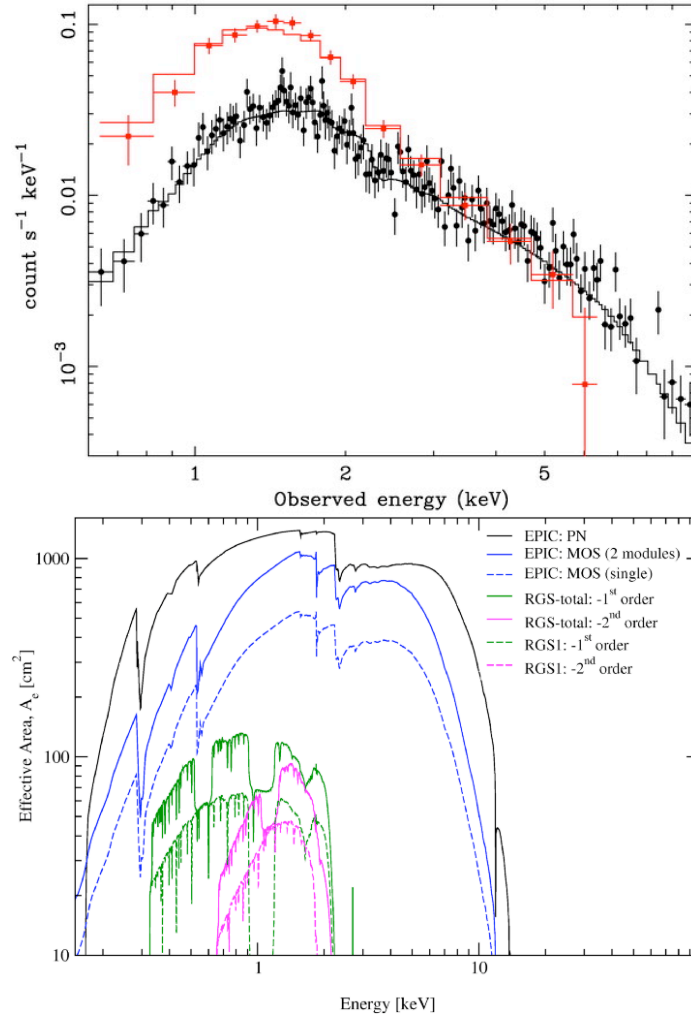 0.1
0.01
10⁻³
count s⁻¹ keV⁻¹
1
2
5
Observed energy (keV)
1000
100
10
Effective Area, Aₑ [cm²]
EPIC: PN
EPIC: MOS (2 modules)
EPIC: MOS (single)
RGS-total: -1ˢᵗ order
RGS-total: -2ⁿᵈ order
RGS1: -1ˢᵗ order
RGS1: -2ⁿᵈ order
1
10
Energy [keV]